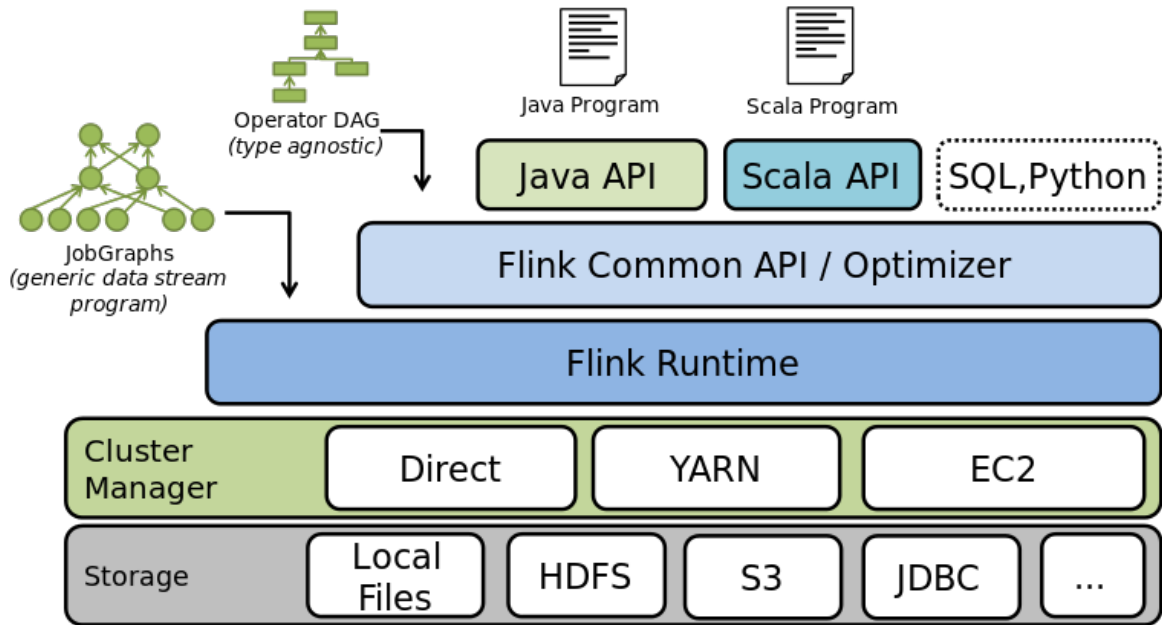 Java Program
Scala Program
Operator DAG
(type agnostic)
JobGraphs
(generic data stream
program)
Java API
Scala API
SQL,Python
Flink Common API / Optimizer
Flink Runtime
Cluster
Manager
Direct
YARN
EC2
Storage
Local
Files
HDFS
S3
JDBC
...